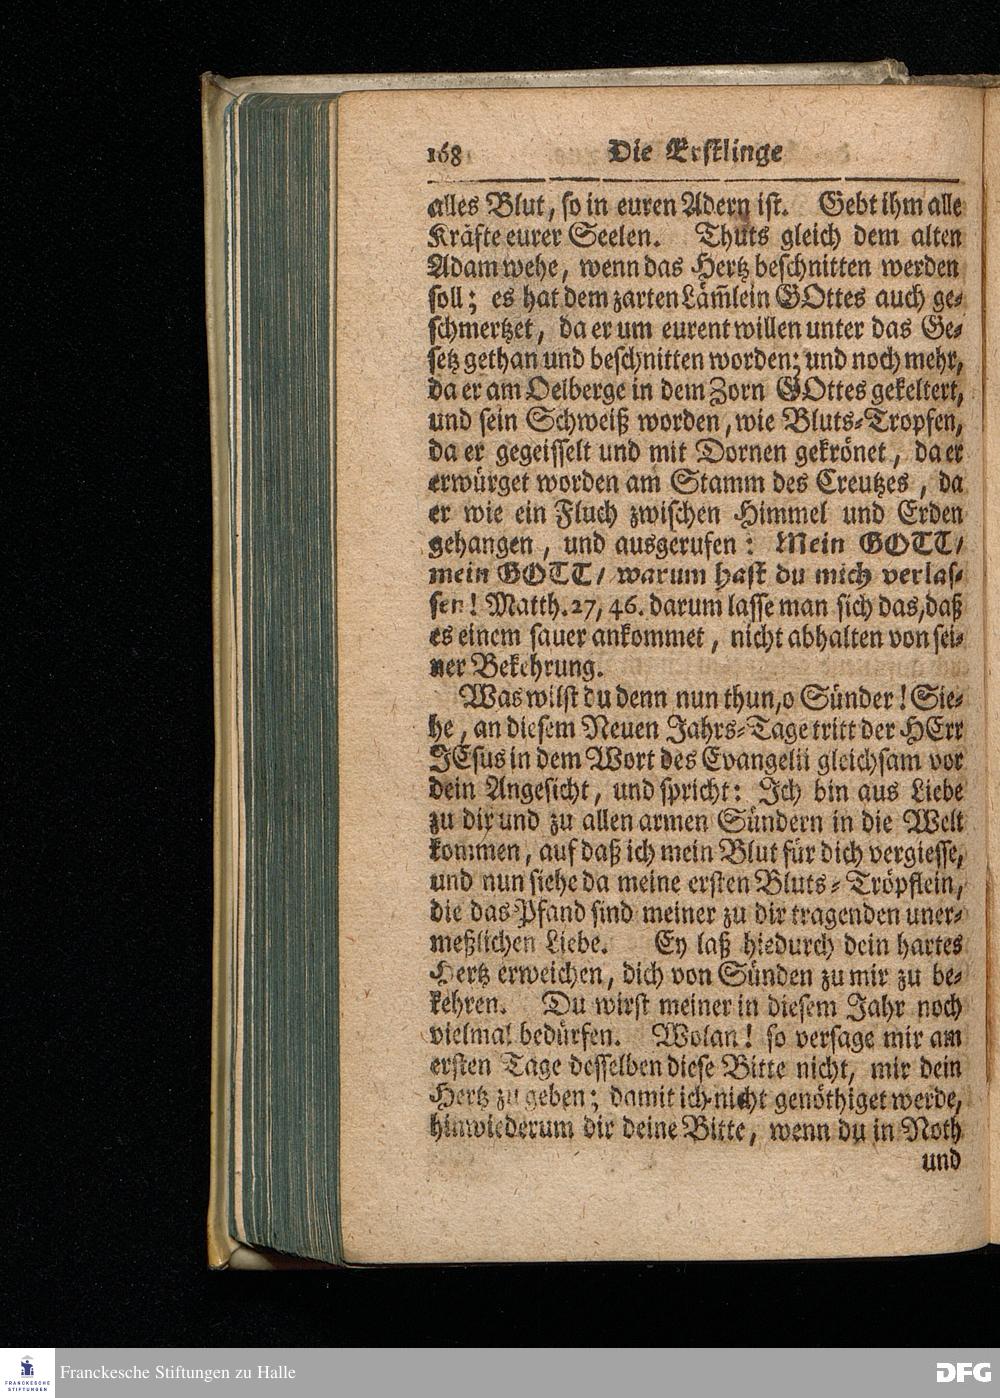 168 Die Erstlinge
alles Blut, so in euren Adern ist. Gebt ihm alle
Kräfte eurer Seelen. Thuts gleich dem alten
Adam wehe, wenn das Hertz beschnitten werden
soll; es hat dem zarten Läm̃lein GOttes auch ge-
schmertzet, da er um eurent willen unter das Ge-
setz gethan und beschnitten worden; und noch mehr,
da er am Oelberge in dem Zorn GOttes gekeltert,
und sein Schweiß worden, wie Bluts-Tropfen,
da er gegeisselt und mit Dornen gekrönet, da er
erwürget worden am Stamm des Creutzes, da
er wie ein Fluch zwischen Himmel und Erden
gehangen, und ausgerufen: Mein GOTT/
mein GOTT/ warum hast du mich verlas-
sen! Matth. 27, 46. darum lasse man sich das, daß
es einem sauer ankommet, nicht abhalten von sei-
ner Bekehrung.
Was wilst du denn nun thun, o Sünder! Sie-
he, an diesem Neuen Jahrs-Tage tritt der HErr
JEsus in dem Wort des Evangelii gleichsam vor
dein Angesicht, und spricht: Ich bin aus Liebe
zu dir und zu allen armen Sündern in die Welt
kommen, auf daß ich mein Blut für dich vergiesse,
und nun siehe da meine ersten Bluts-Tröpflein,
die das Pfand sind meiner zu dir tragenden uner-
meßlichen Liebe. Ey laß hiedurch dein hartes
Hertz erweichen, dich von Sünden zu mir zu be-
kehren. Du wirst meiner in diesem Jahr noch
vielmal bedürfen. Wolan! so versage mir am
ersten Tage desselben diese Bitte nicht, mir dein
Hertz zu geben; damit ich nicht genöthiget werde,
hinwiederum dir deine Bitte, wenn du in Noth
und
FRANCKESCHE
STIFTUNGEN
Franckesche Stiftungen zu Halle
DFG